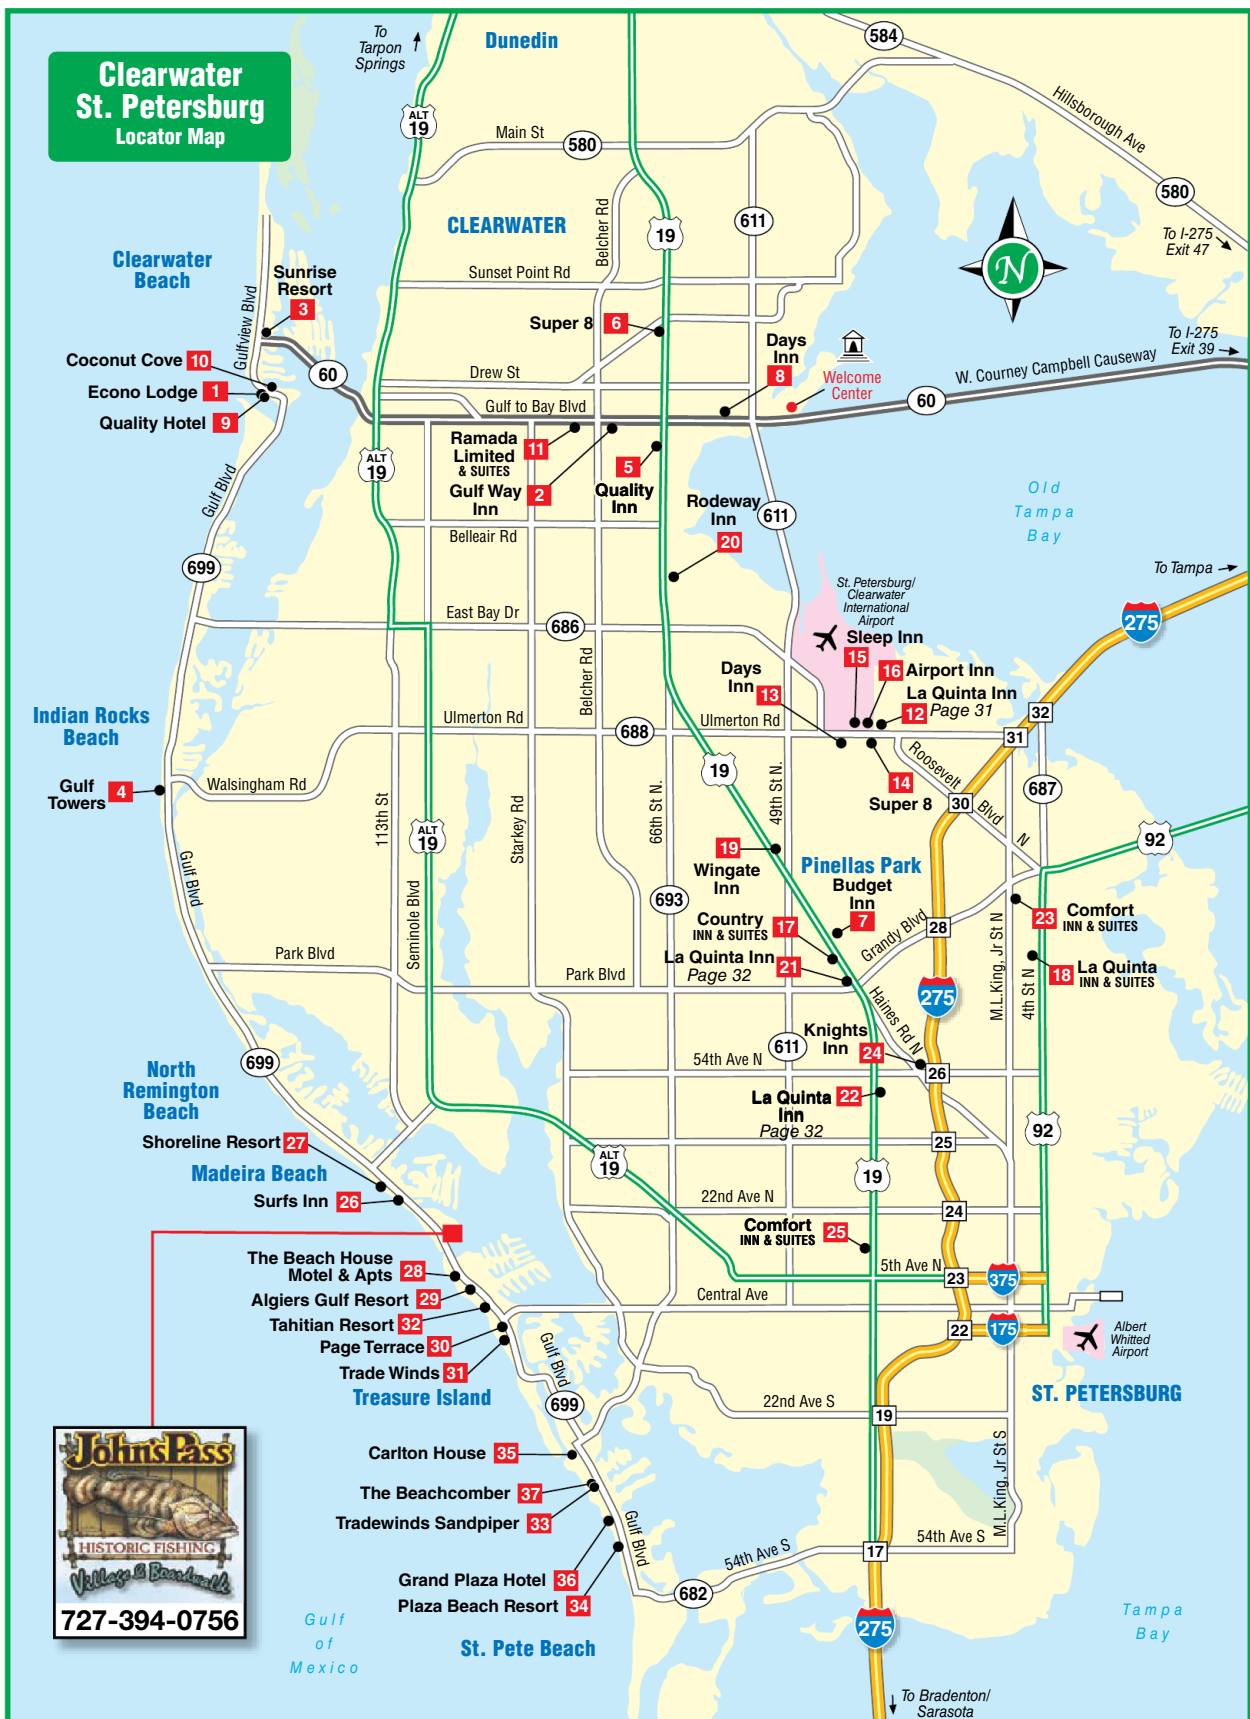 Clearwater
St. Petersburg
Locator Map
To
Tarpon
Springs
Dunedin
584
Hillsborough Ave
ALT
19
Main St
580
580
To I-275
Exit 47
CLEARWATER
Belcher Rd
19
611
N
Clearwater
Beach
Sunset Point Rd
Sunrise
Resort
3
Gulfview Blvd
Super 8 6
Days
Inn
8
Welcome
Center
To I-275
Exit 39
W. Courney Campbell Causeway
60
60
Coconut Cove 10
Econo Lodge 1
Quality Hotel 9
Drew St
Gulf to Bay Blvd
ALT
19
Ramada
Limited
& SUITES
11
Gulf Way
Inn
2
5
Quality
Inn
Rodeway
Inn
20
611
Old
Tampa
Bay
Gulf Blvd
699
Belleair Rd
To Tampa
275
St. Petersburg/
Clearwater
International
Airport
East Bay Dr
686
Sleep Inn
15
16 Airport Inn
La Quinta Inn
12 Page 31
Days
Inn
13
Belcher Rd
Indian Rocks
Beach
Ulmerton Rd
688
Ulmerton Rd
32
31
Gulf
Towers
4
Walsingham Rd
19
14
Super 8
Roosevelt
Blvd
N
30
687
113th St
ALT
19
Starkey Rd
66th St N.
49th St N.
92
Gulf Blvd
19
Wingate
Inn
Pinellas Park
Budget
Inn
7
693
Seminole Blvd
Country
INN & SUITES
17
Grandy Blvd
28
M.L.King, Jr St N
23
Comfort
INN & SUITES
La Quinta Inn
Page 32
21
4th St N
18
La Quinta
INN & SUITES
Park Blvd
Park Blvd
275
Haines Rd N
699
Knights
Inn
24
611
54th Ave N
26
North
Remington
Beach
La Quinta
Inn
Page 32
22
92
Shoreline Resort 27
25
Madeira Beach
ALT
19
19
Surfs Inn 26
22nd Ave N
24
Comfort
INN & SUITES
25
The Beach House
Motel & Apts
28
5th Ave N
23
375
Algiers Gulf Resort 29
Central Ave
Tahitian Resort 32
22
175
Albert
Whitted
Airport
Page Terrace 30
Trade Winds 31
Gulf Blvd
Treasure Island
699
22nd Ave S
19
ST. PETERSBURG
John'sPass
HISTORIC FISHING
Village & Boardwalk
727-394-0756
Carlton House 35
The Beachcomber 37
Tradewinds Sandpiper 33
M.L.King, Jr St S
Gulf Blvd
54th Ave S
17
54th Ave S
Grand Plaza Hotel 36
Plaza Beach Resort 34
682
Gulf
of
Mexico
St. Pete Beach
275
Tampa
Bay
To Bradenton/
Sarasota